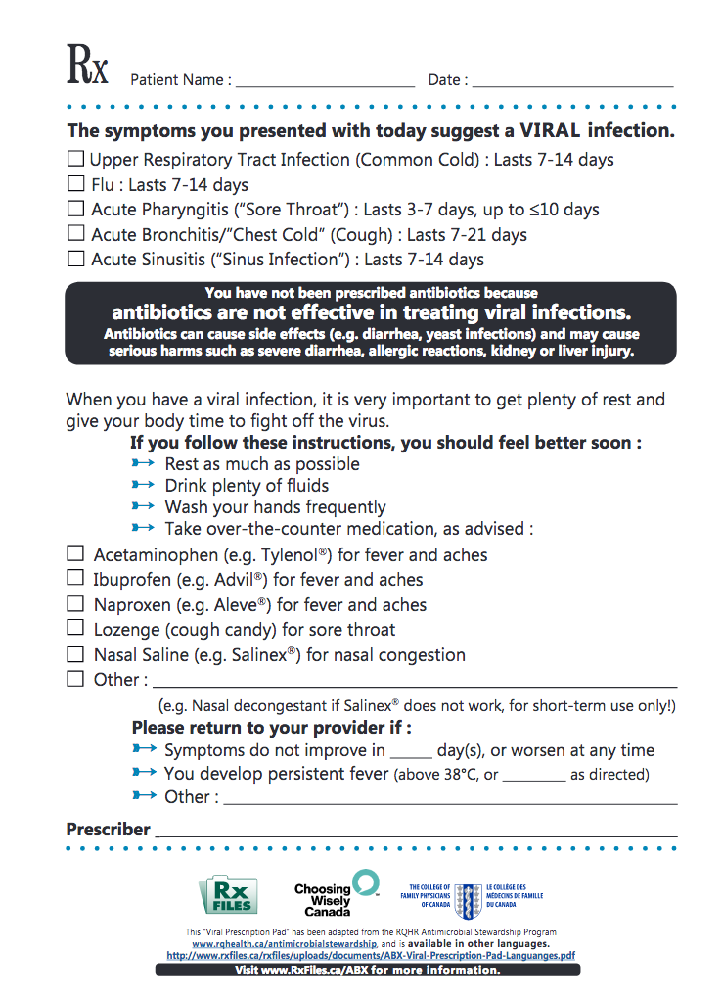 Rx Patient Name : ____________________ Date : ____________________
The symptoms you presented with today suggest a VIRAL infection.
☐ Upper Respiratory Tract Infection (Common Cold) : Lasts 7-14 days
☐ Flu : Lasts 7-14 days
☐ Acute Pharyngitis (“Sore Throat”) : Lasts 3-7 days, up to ≤10 days
☐ Acute Bronchitis/”Chest Cold” (Cough) : Lasts 7-21 days
☐ Acute Sinusitis (“Sinus Infection”) : Lasts 7-14 days
You have not been prescribed antibiotics because
antibiotics are not effective in treating viral infections.
Antibiotics can cause side effects (e.g. diarrhea, yeast infections) and may cause
serious harms such as severe diarrhea, allergic reactions, kidney or liver injury.
When you have a viral infection, it is very important to get plenty of rest and
give your body time to fight off the virus.
If you follow these instructions, you should feel better soon :
Rest as much as possible
Drink plenty of fluids
Wash your hands frequently
Take over-the-counter medication, as advised :
☐ Acetaminophen (e.g. Tylenol®) for fever and aches
☐ Ibuprofen (e.g. Advil®) for fever and aches
☐ Naproxen (e.g. Aleve®) for fever and aches
☐ Lozenge (cough candy) for sore throat
☐ Nasal Saline (e.g. Salinex®) for nasal congestion
☐ Other : ____________________
(e.g. Nasal decongestant if Salinex® does not work, for short-term use only!)
Please return to your provider if :
Symptoms do not improve in _____ day(s), or worsen at any time
You develop persistent fever (above 38°C, or ________ as directed)
Other : ____________________
Prescriber ____________________
Rx
FILES
Choosing
Wisely
Canada
THE COLLEGE OF
FAMILY PHYSICIANS
OF CANADA
LE COLLÈGE DES
MÉDECINS DE FAMILLE
DU CANADA
This “Viral Prescription Pad” has been adapted from the RQHR Antimicrobial Stewardship Program
www.rqhealth.ca/antimicrobialstewardship, and is available in other languages.
http://www.rxfiles.ca/rxfiles/uploads/documents/ABX-Viral-Prescription-Pad-Languanges.pdf
Visit www.RxFiles.ca/ABX for more information.